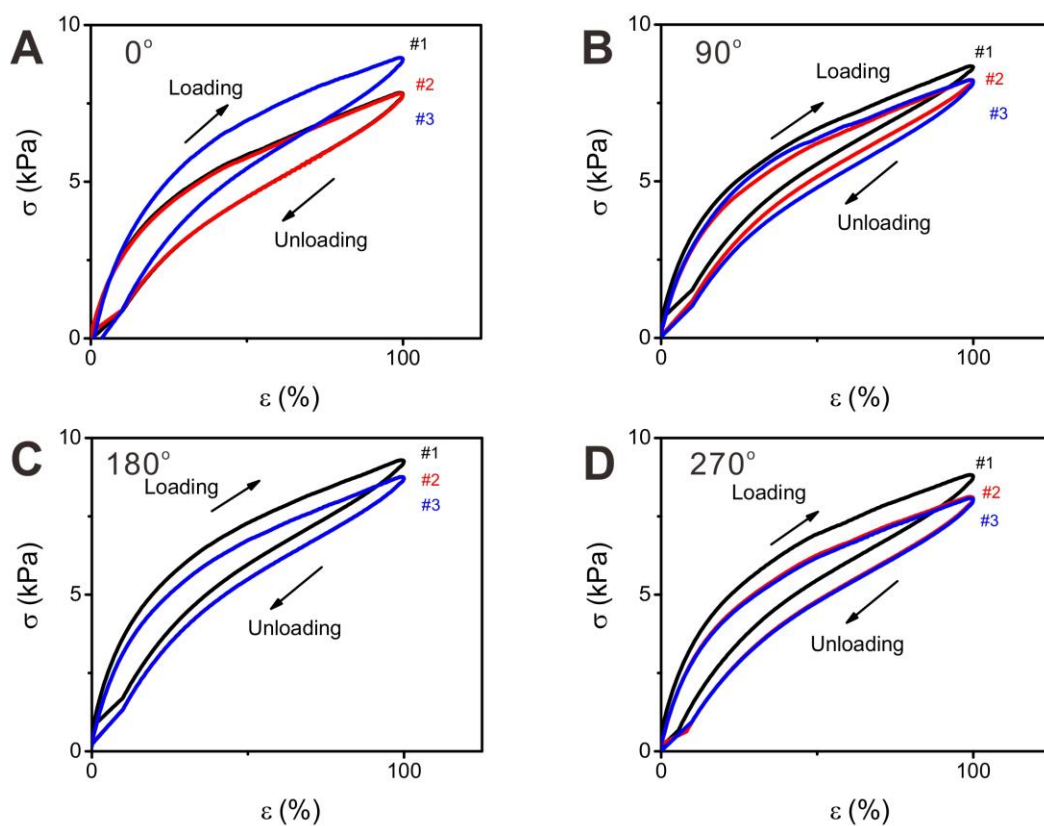 A
0°
10
#1
#2
#3
Loading
Unloading
5
0
0
100
σ (kPa)
ε (%)
B
90°
10
#1
#2
#3
Loading
Unloading
5
0
0
100
σ (kPa)
ε (%)
C
180°
10
#1
#2
#3
Loading
Unloading
5
0
0
100
σ (kPa)
ε (%)
D
270°
10
#1
#2
#3
Loading
Unloading
5
0
0
100
σ (kPa)
ε (%)